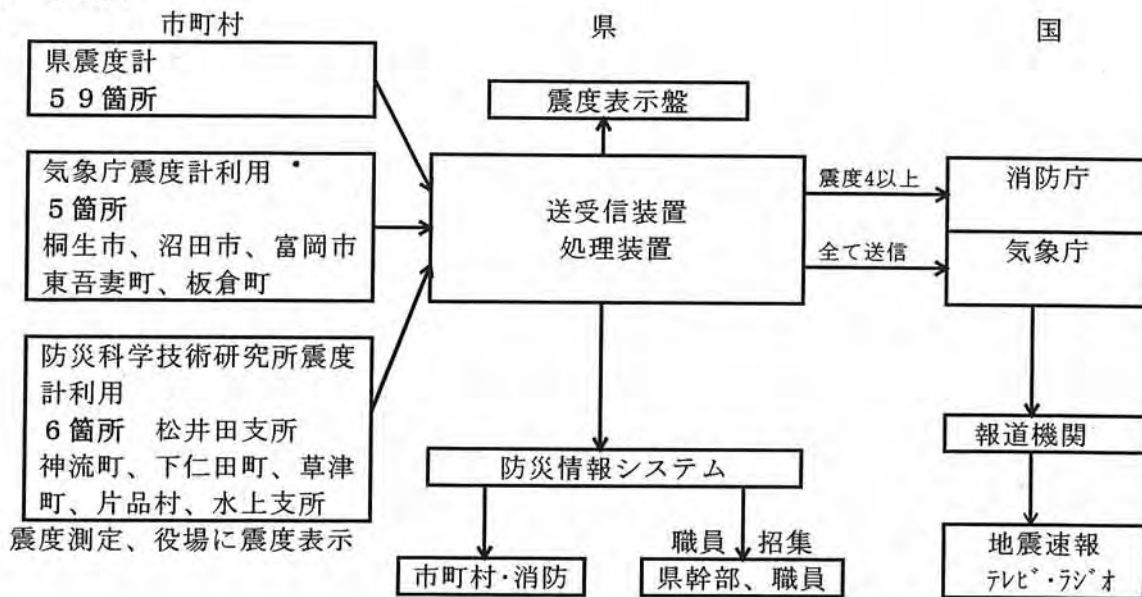 市町村
県震度計
５９箇所
気象庁震度計利用
５箇所
桐生市、沼田市、富岡市
東吾妻町、板倉町
防災科学技術研究所震度
計利用
６箇所　松井田支所
神流町、下仁田町、草津
町、片品村、水上支所
震度測定、役場に震度表示
県
震度表示盤
送受信装置
処理装置
防災情報システム
市町村・消防
職員　招集
県幹部、職員
国
震度4以上
消防庁
全て送信
気象庁
報道機関
地震速報
ﾃﾚﾋﾞ・ﾗｼﾞｵ